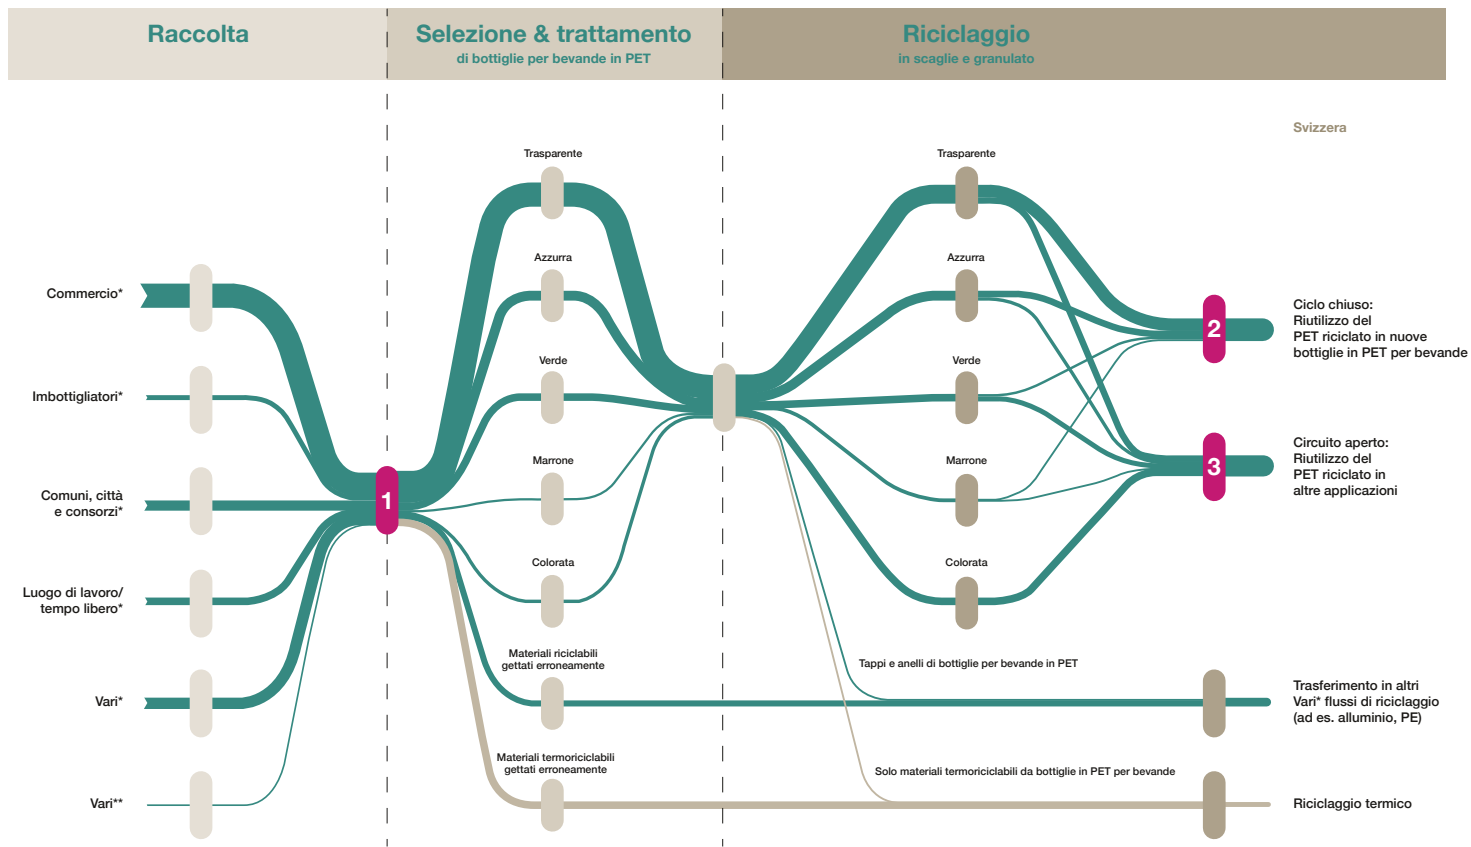 Raccolta
Selezione & trattamento
di bottiglie per bevande in PET
Riciclaggio
in scaglie e granulato
Svizzera
Trasparente
Trasparente
Azzurra
Azzurra
Commercio*
Ciclo chiuso:
Riutilizzo del
PET riciclato in nuove
bottiglie in PET per bevande
2
Verde
Verde
Imbottigliatori*
Marrone
Marrone
Circuito aperto:
Riutilizzo del
PET riciclato in
altre applicazioni
3
1
Comuni, città
e consorzi*
Colorata
Colorata
Luogo di lavoro/
tempo libero*
Materiali riciclabili
gettati erroneamente
Tappi e anelli di bottiglie per bevande in PET
Vari*
Trasferimento in altri
Vari* flussi di riciclaggio
(ad es. alluminio, PE)
Materiali termoriciclabili
gettati erroneamente
Solo materiali termoriciclabili da bottiglie in PET per bevande
Vari**
Riciclaggio termico